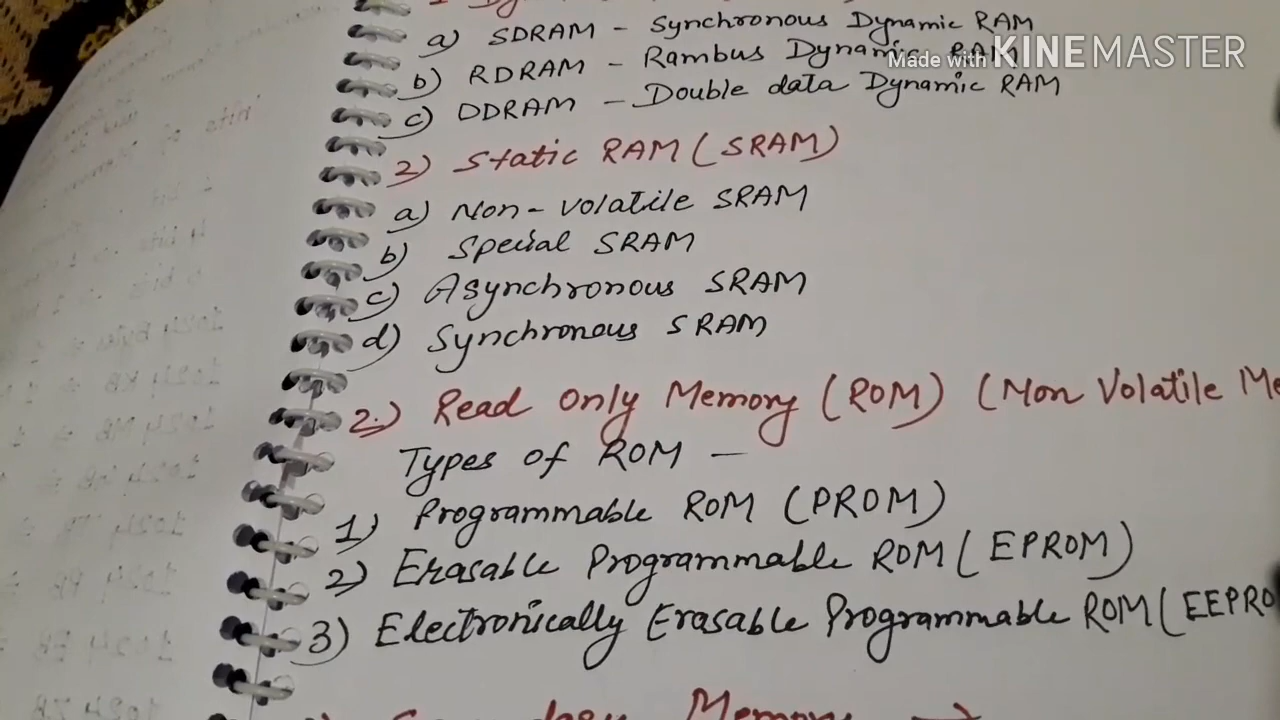 a) SDRAM - Synchronous Dynamic RAM
b) RDRAM - Rambus Dynamic RAM
Made with KINEMASTER
c) DDRAM - Double data Dynamic RAM
2) Static RAM (SRAM)
a) Non-volatile SRAM
b) Special SRAM
c) Asynchronous SRAM
d) Synchronous SRAM
2.) Read Only Memory (ROM) (Non Volatile Me
Types of ROM -
1) Programmable ROM (PROM)
2) Erasable Programmable ROM (EPROM)
3) Electronically Erasable Programmable ROM (EEPRO
Memory →